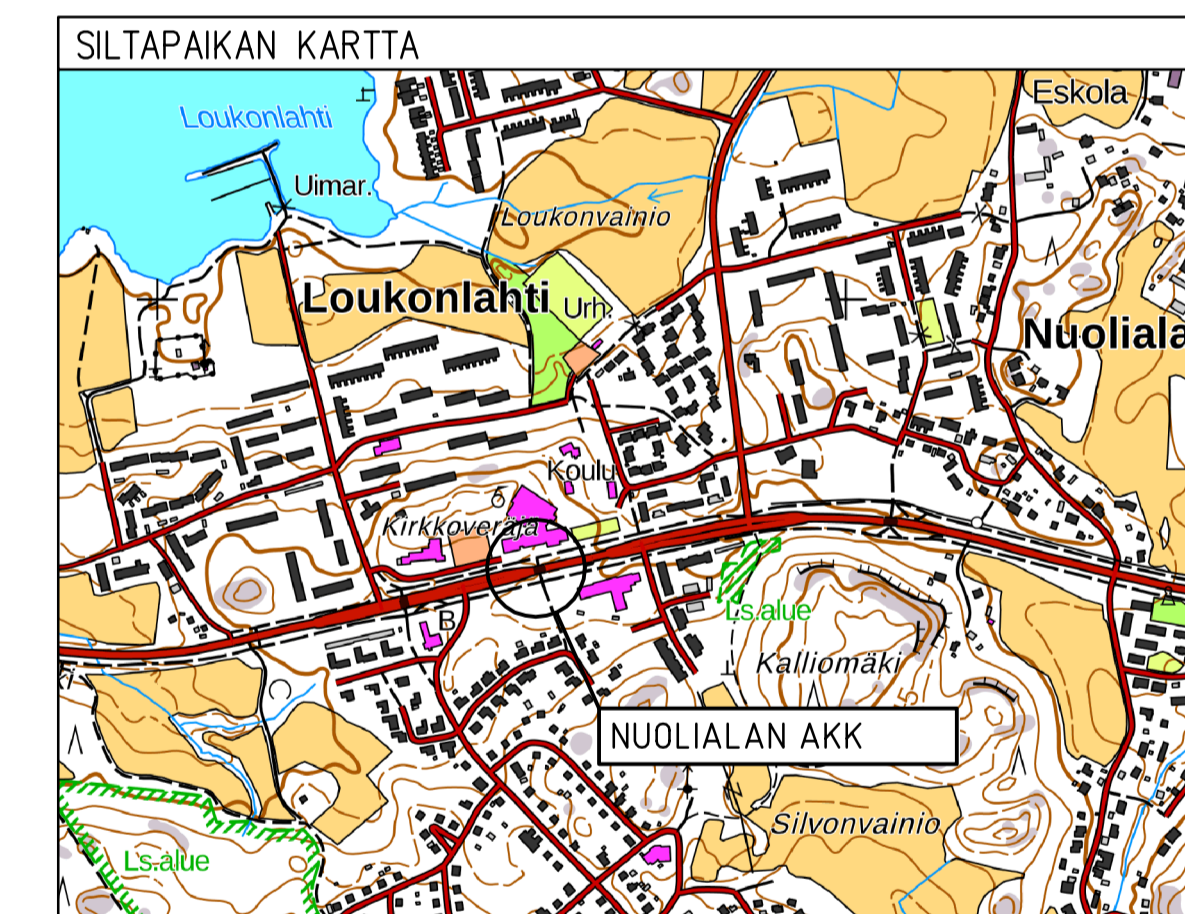 SILTAPAIKAN KARTTA
Eskola
Loukonlahti
Uimar.
Loukonvainio
Loukonlahti
Urh.
Nuoliala
Koulu
Kirkkoveräjä
Ls.alue
B
Kalliomäki
NUOLIALAN AKK
Silvonvainio
Ls.alue